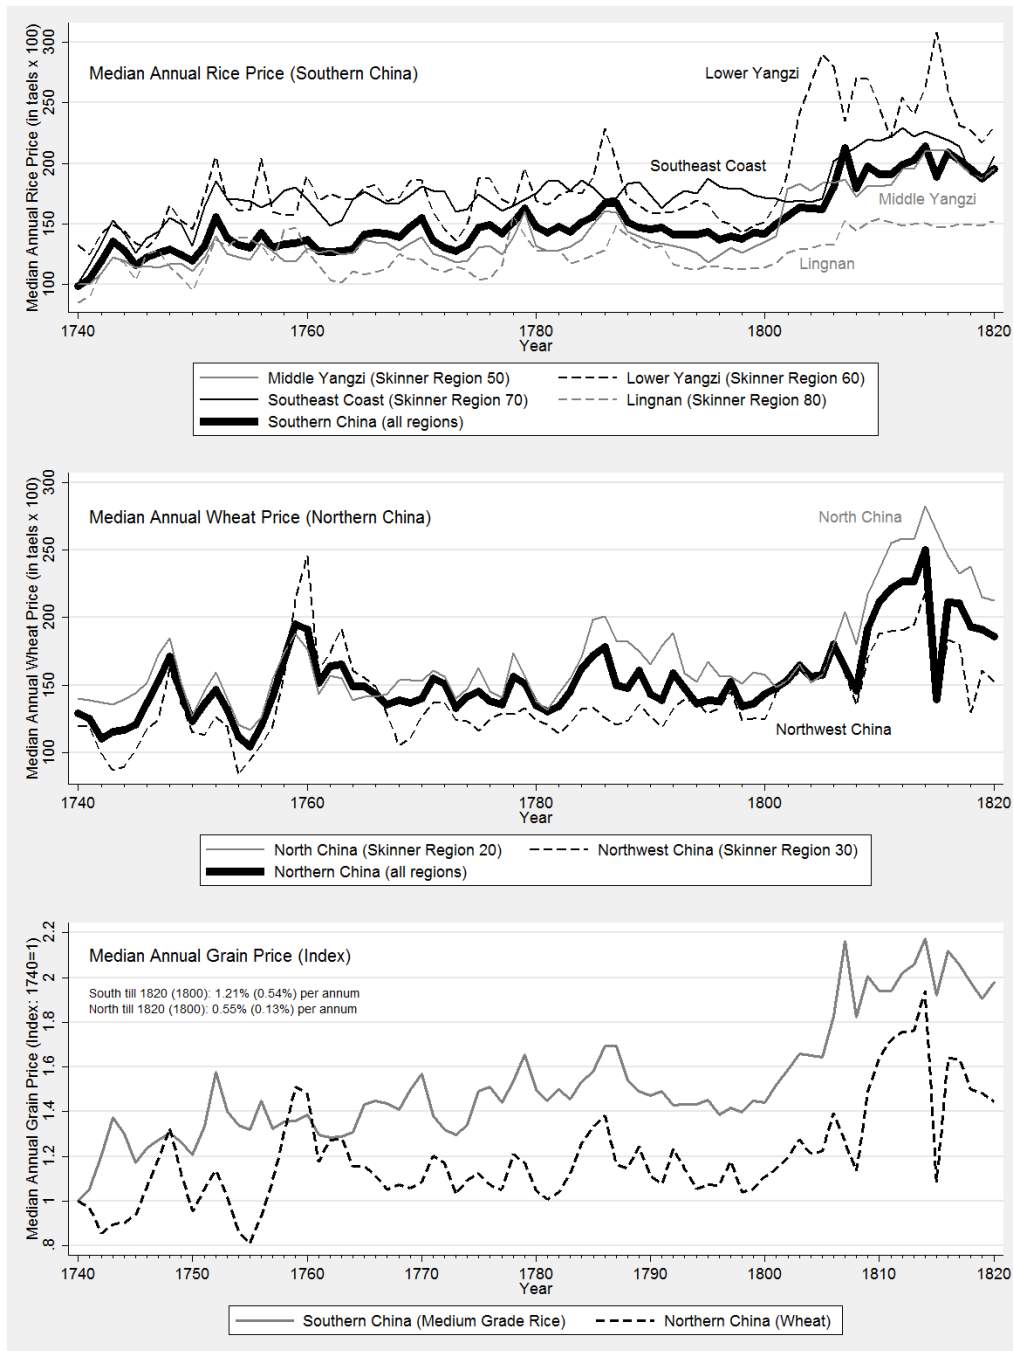 Median Annual Rice Price (in taels x 100)
300
250
200
150
100
Median Annual Rice Price (Southern China)
Lower Yangzi
Southeast Coast
Middle Yangzi
Lingnan
1740 1760 1780 1800 1820
Year
Middle Yangzi (Skinner Region 50) Lower Yangzi (Skinner Region 60)
Southeast Coast (Skinner Region 70) Lingnan (Skinner Region 80)
Southern China (all regions)
Median Annual Wheat Price (in taels x 100)
300
250
200
150
100
Median Annual Wheat Price (Northern China)
North China
Northwest China
1740 1760 1780 1800 1820
Year
North China (Skinner Region 20) Northwest China (Skinner Region 30)
Northern China (all regions)
Median Annual Grain Price (Index: 1740=1)
2.2
2
1.8
1.6
1.4
1.2
1
.8
Median Annual Grain Price (Index)
South till 1820 (1800): 1.21% (0.54%) per annum
North till 1820 (1800): 0.55% (0.13%) per annum
1740 1750 1760 1770 1780 1790 1800 1810 1820
Year
Southern China (Medium Grade Rice) Northern China (Wheat)